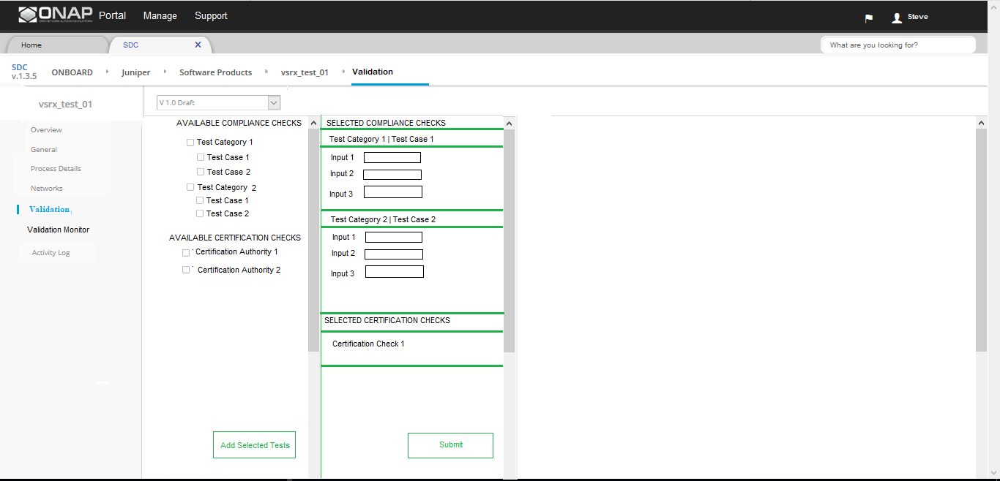 ONAP Portal Manage Support
OPEN NETWORK AUTOMATION PLATFORM
Steve
Home
SDC X
What are you looking for?
SDC
v.1.3.5
ONBOARD Juniper Software Products vsrx_test_01 Validation
vsrx_test_01
V 1.0 Draft
Overview
General
Process Details
Networks
Validation
Validation Monitor
Activity Log
AVAILABLE COMPLIANCE CHECKS
Test Category 1
Test Case 1
Test Case 2
Test Category 2
Test Case 1
Test Case 2
AVAILABLE CERTIFICATION CHECKS
Certification Authority 1
Certification Authority 2
Add Selected Tests
SELECTED COMPLIANCE CHECKS
Test Category 1 | Test Case 1
Input 1
Input 2
Input 3
Test Category 2 | Test Case 2
Input 1
Input 2
Input 3
SELECTED CERTIFICATION CHECKS
Certification Check 1
Submit